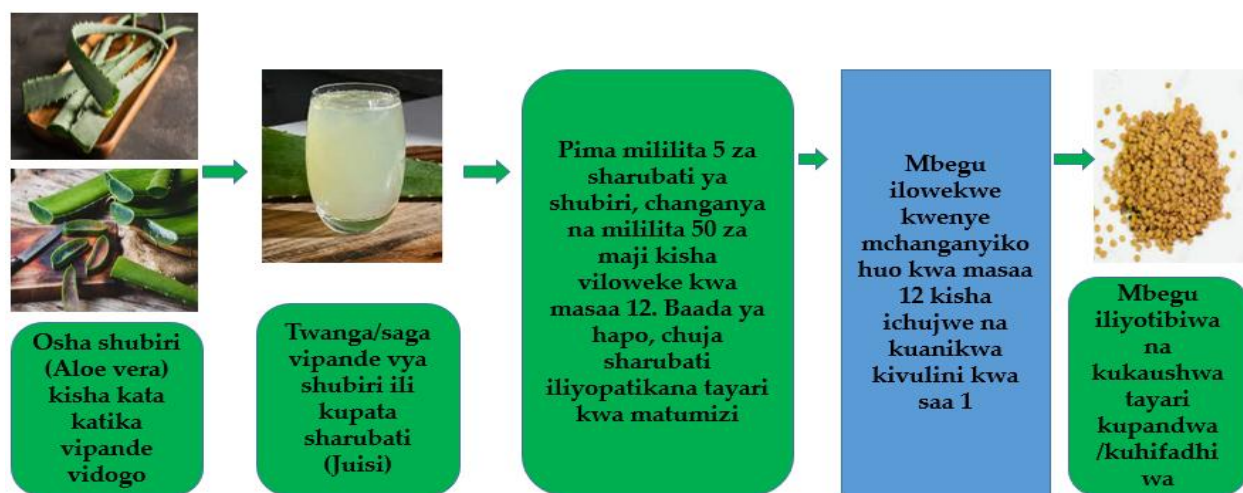 Osha shubiri
(Aloe vera)
kisha kata
katika
vipande
vidogo
Twanga/saga
vipande vya
shubiri ili
kupata
sharubati
(Juisi)
Pima mililita 5 za
sharubati ya
shubiri, changanya
na mililita 50 za
maji kisha
viloweke kwa
masaa 12. Baada ya
hapo, chuja
sharubati
iliyopatikana tayari
kwa matumizi
Mbegu
ilowekwe
kwenye
mchanganyiko
huo kwa masaa
12 kisha
ichujwe na
kuanikwa
kivulini kwa
saa 1
Mbegu
iliyotibiwa
na
kukaushwa
tayari
kupandwa
/kuhifadhi
wa